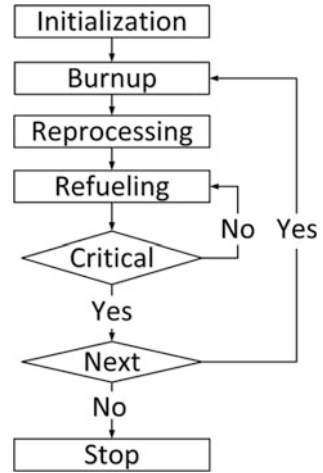 Initialization
Burnup
Reprocessing
Refueling
No Yes
Critical
Yes
Next
No
Stop